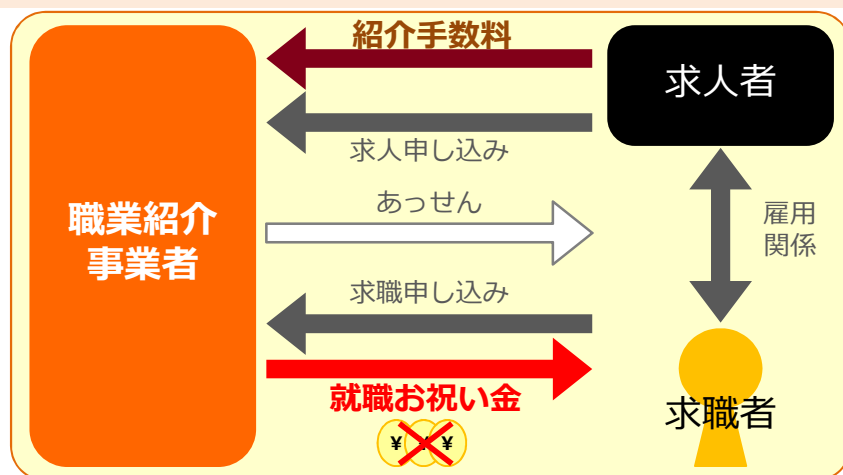 紹介手数料
求人者
求人申し込み
あっせん
職業紹介
事業者
雇用
関係
求職申し込み
就職お祝い金
求職者
¥ ¥ ¥